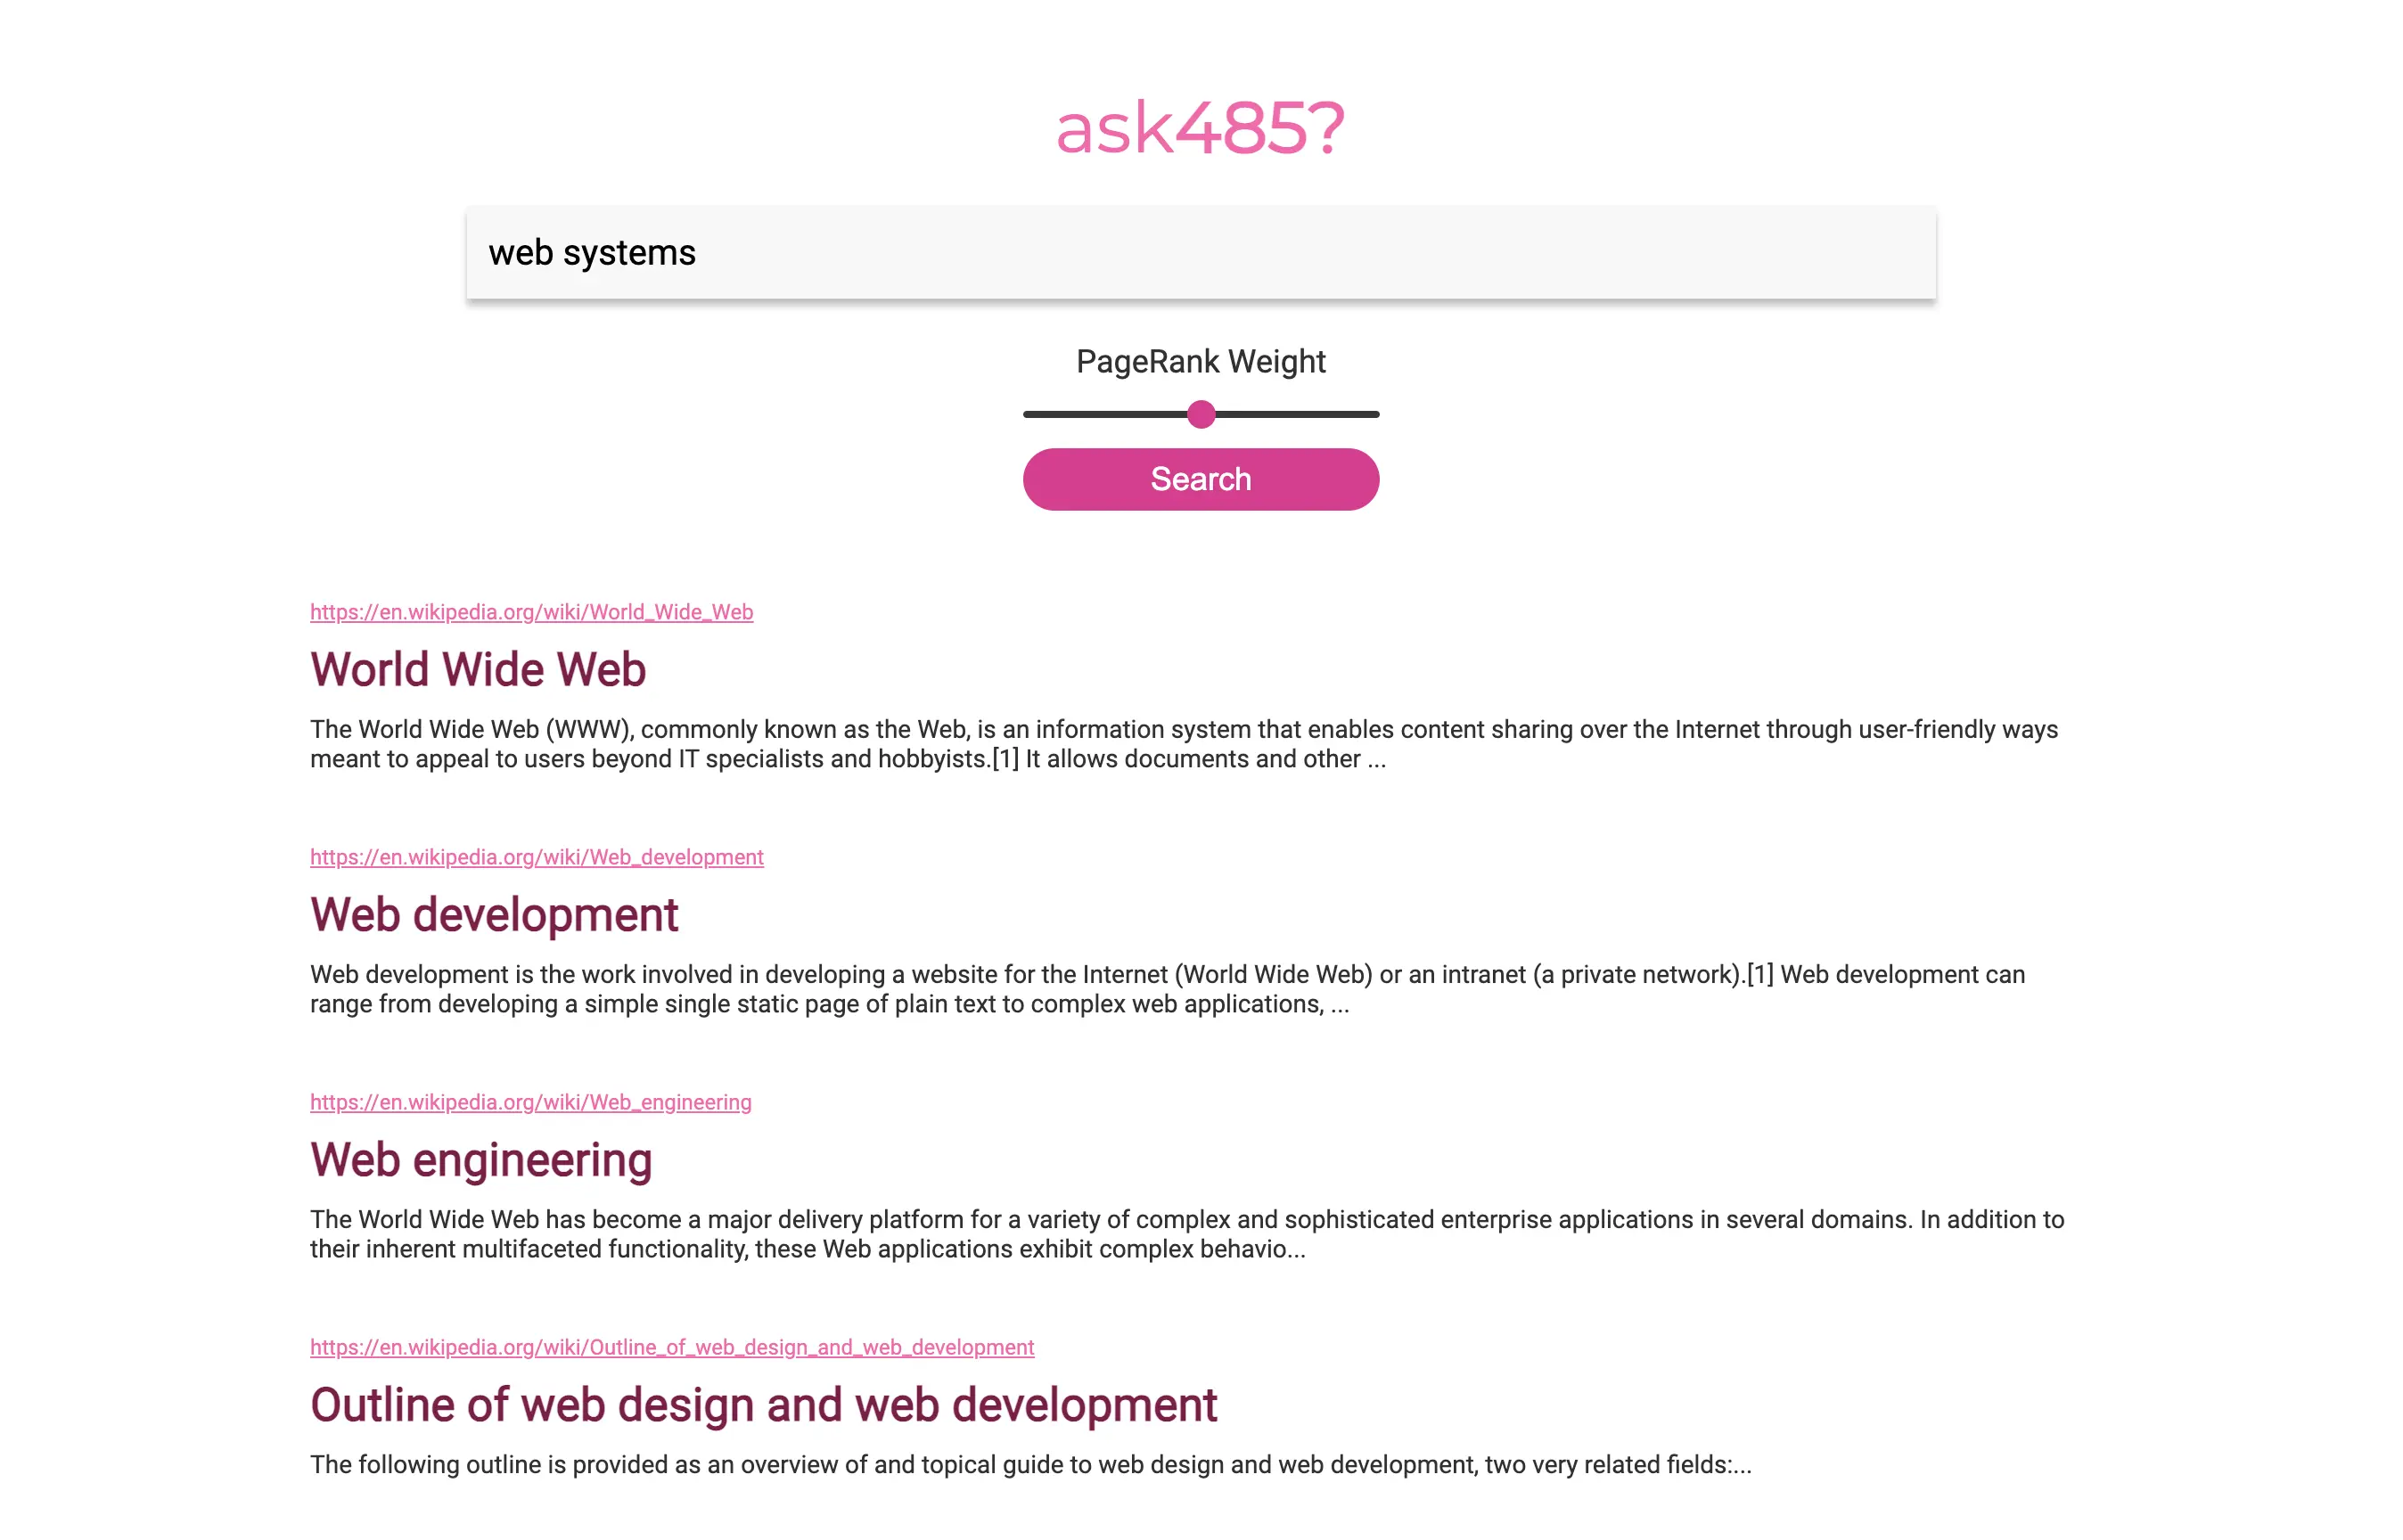 ask485?
web systems
PageRank Weight
Search
https://en.wikipedia.org/wiki/World_Wide_Web
World Wide Web
The World Wide Web (WWW), commonly known as the Web, is an information system that enables content sharing over the Internet through user-friendly ways
meant to appeal to users beyond IT specialists and hobbyists.[1] It allows documents and other ...
https://en.wikipedia.org/wiki/Web_development
Web development
Web development is the work involved in developing a website for the Internet (World Wide Web) or an intranet (a private network).[1] Web development can
range from developing a simple single static page of plain text to complex web applications, ...
https://en.wikipedia.org/wiki/Web_engineering
Web engineering
The World Wide Web has become a major delivery platform for a variety of complex and sophisticated enterprise applications in several domains. In addition to
their inherent multifaceted functionality, these Web applications exhibit complex behavio...
https://en.wikipedia.org/wiki/Outline_of_web_design_and_web_development
Outline of web design and web development
The following outline is provided as an overview of and topical guide to web design and web development, two very related fields:...